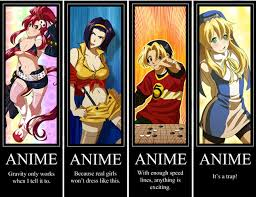 ANIME
Gravity only works
when I tell it to.
ANIME
Because real girls
won't dress like this.
ANIME
With enough speed
lines, anything is
exciting.
ANIME
It's a trap!